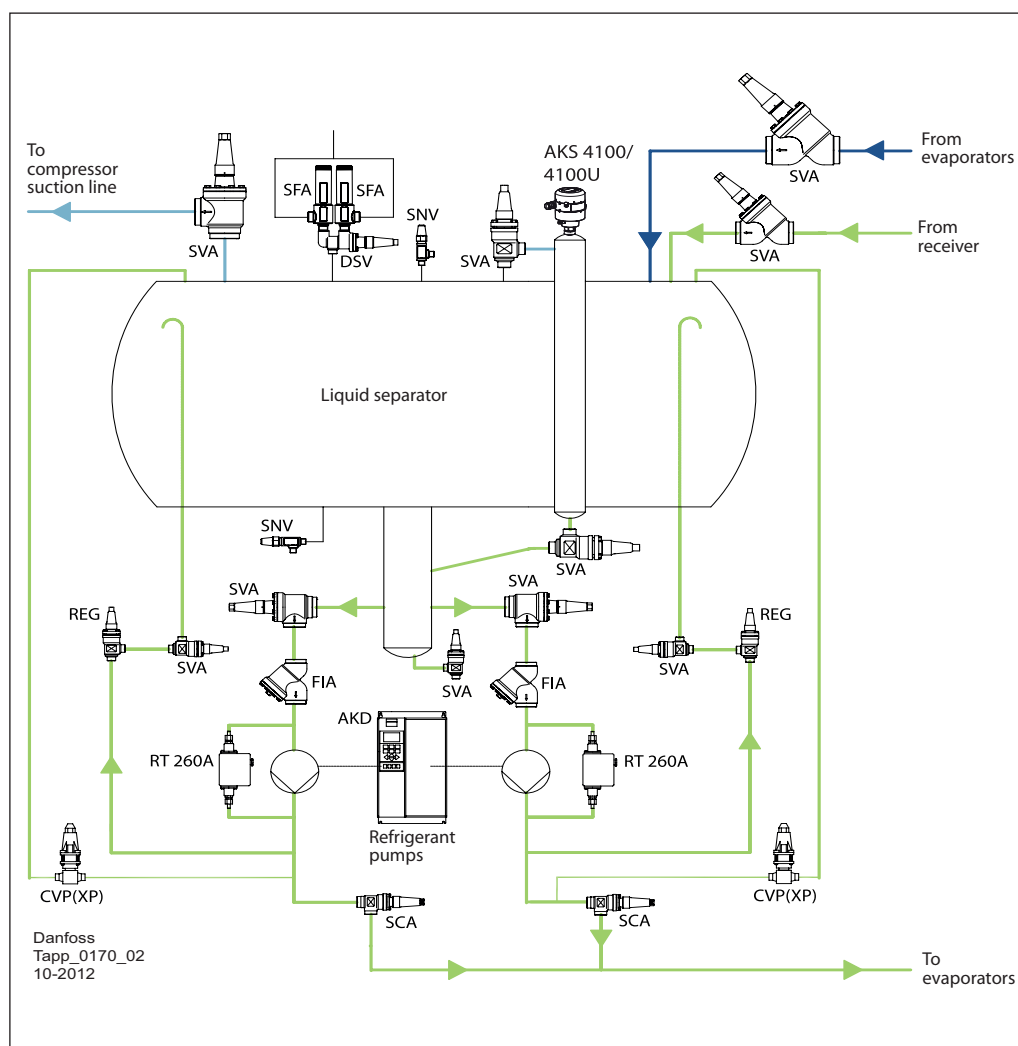 To
compressor
suction line
SVA
SFA
SFA
DSV
SNV
SVA
AKS 4100/
4100U
SVA
From
evaporators
SVA
From
receiver
Liquid separator
SNV
SVA
SVA
SVA
REG
SVA
FIA
SVA
FIA
SVA
REG
RT 260A
AKD
RT 260A
Refrigerant
pumps
CVP(XP)
SCA
SCA
CVP(XP)
Danfoss
Tapp_0170_02
10-2012
To
evaporators